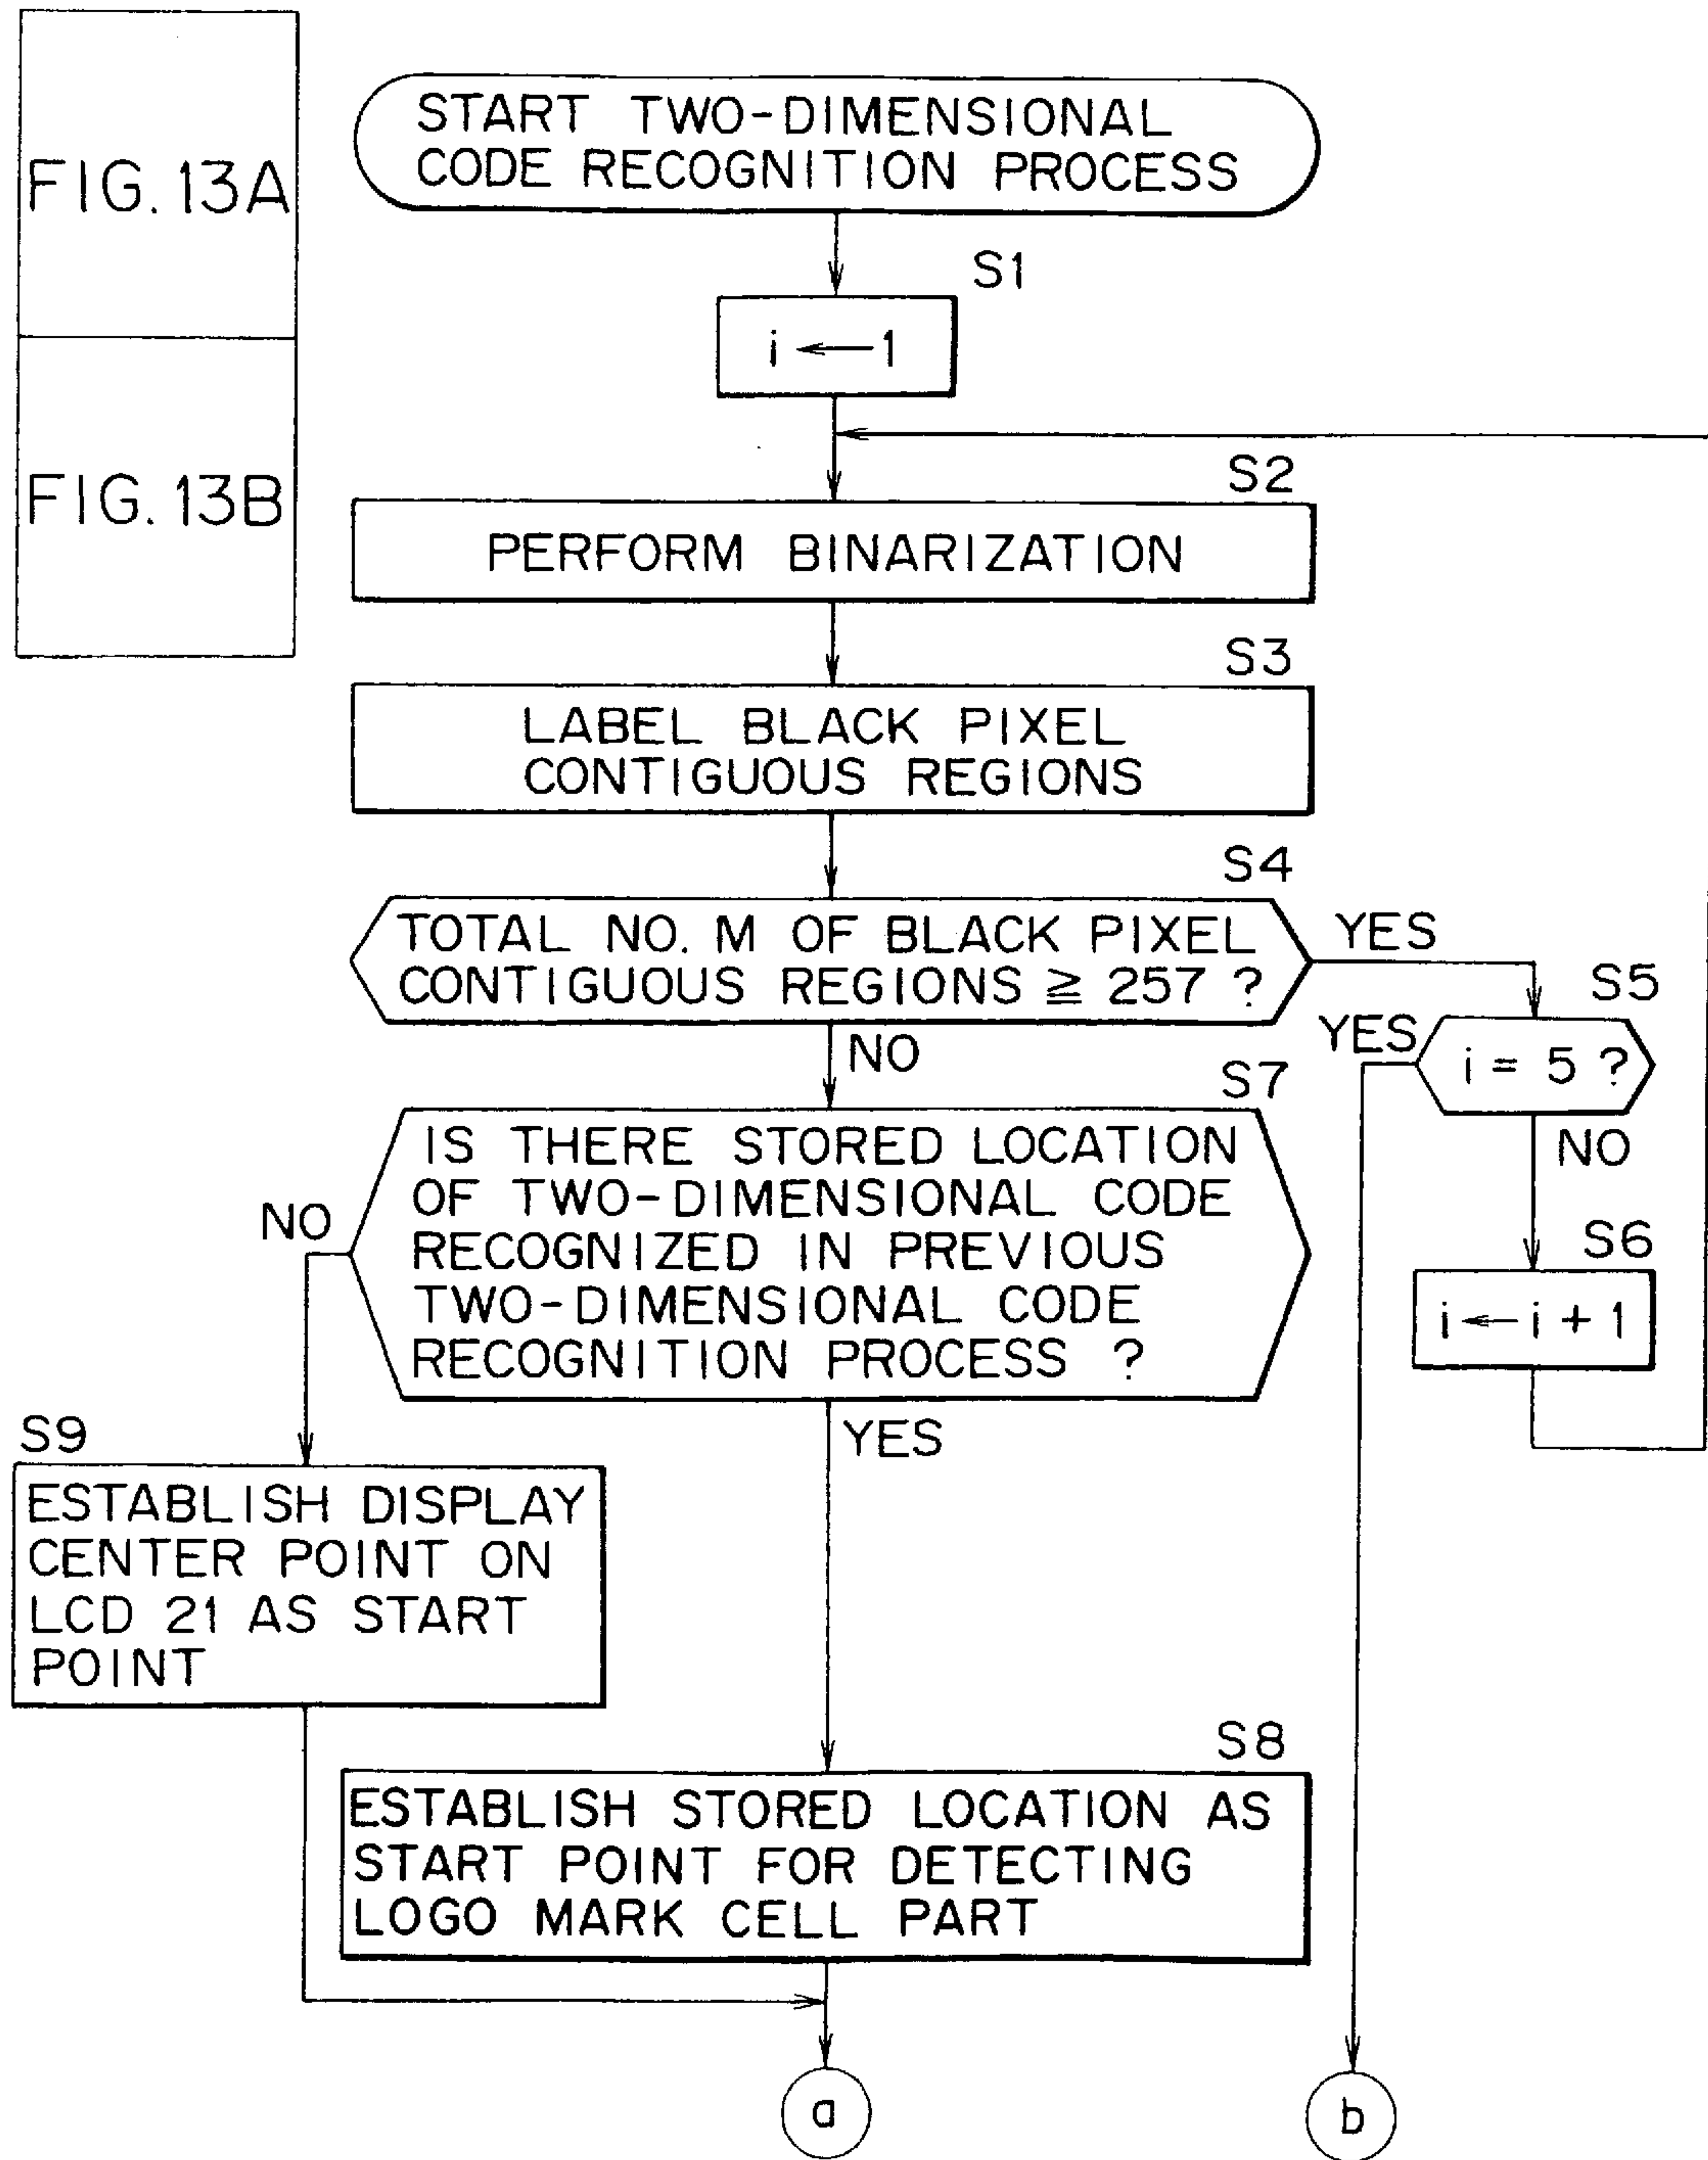 FIG. 13A
FIG. 13B
START TWO-DIMENSIONAL
CODE RECOGNITION PROCESS
S1
i ← 1
S2
PERFORM BINARIZATION
S3
LABEL BLACK PIXEL
CONTIGUOUS REGIONS
S4
TOTAL NO. M OF BLACK PIXEL
CONTIGUOUS REGIONS ≧ 257 ?
YES
NO
S5
i = 5 ?
YES
NO
S6
i ← i + 1
S7
IS THERE STORED LOCATION
OF TWO-DIMENSIONAL CODE
RECOGNIZED IN PREVIOUS
TWO-DIMENSIONAL CODE
RECOGNITION PROCESS ?
NO
YES
S9
ESTABLISH DISPLAY
CENTER POINT ON
LCD 21 AS START
POINT
S8
ESTABLISH STORED LOCATION AS
START POINT FOR DETECTING
LOGO MARK CELL PART
a
b